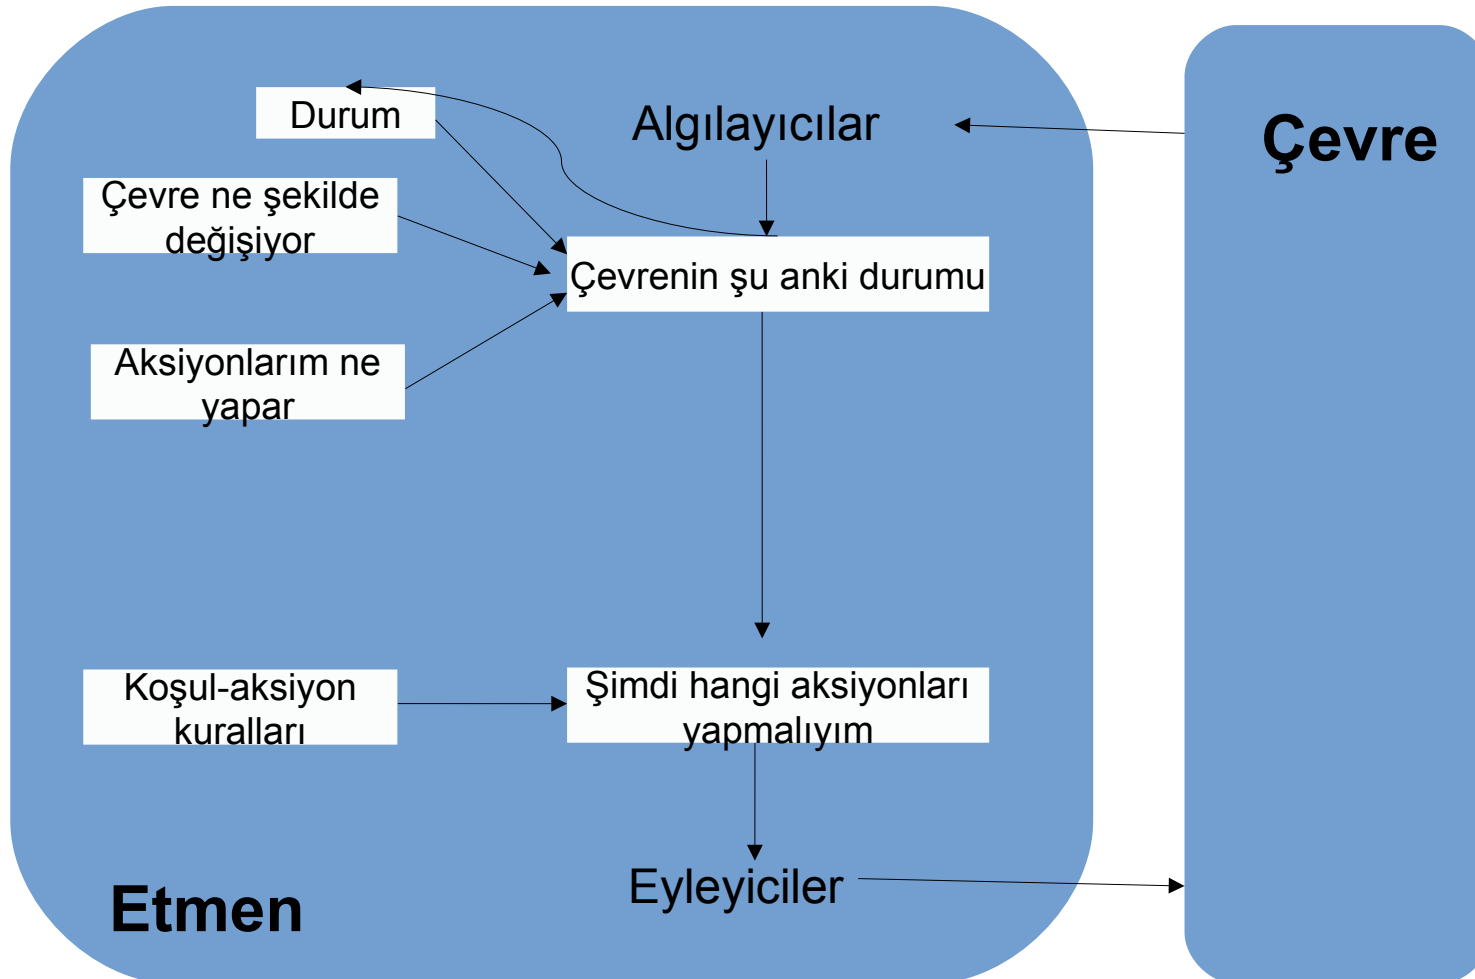 Durum
Algılayıcılar
Çevre
Çevre ne şekilde
değişiyor
Çevrenin şu anki durumu
Aksiyonlarım ne
yapar
Koşul-aksiyon
kuralları
Şimdi hangi aksiyonları
yapmalıyım
Eyleyiciler
Etmen